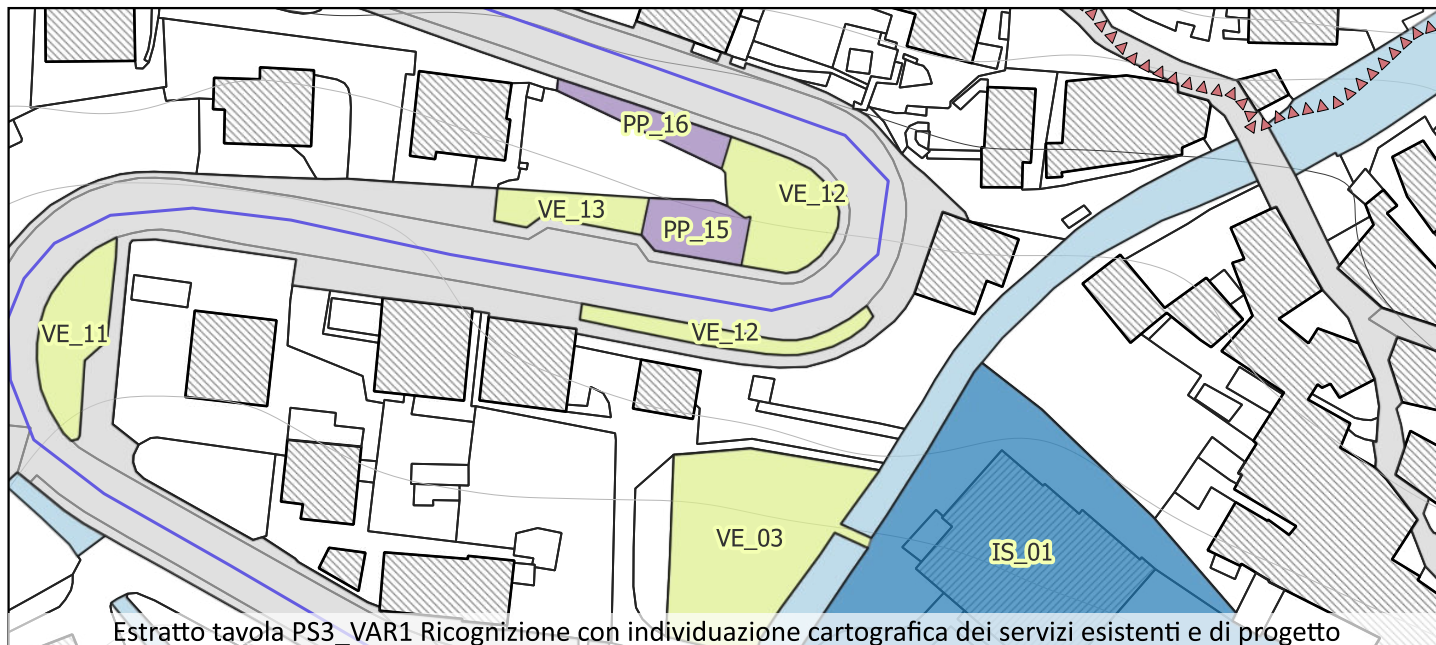 PP_16
VE_12
VE_13
PP_15
VE_11
VE_12
VE_03
IS_01
Estratto tavola PS3_VAR1 Ricognizione con individuazione cartografica dei servizi esistenti e di progetto